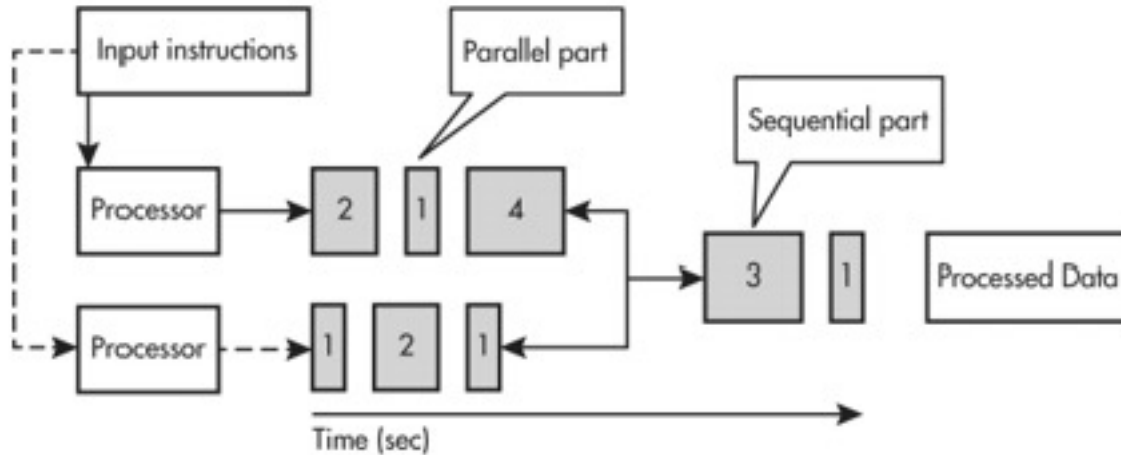 Input instructions
Parallel part
Sequential part
Processor
2
1
4
3
1
Processed Data
Processor
1
2
1
Time (sec)